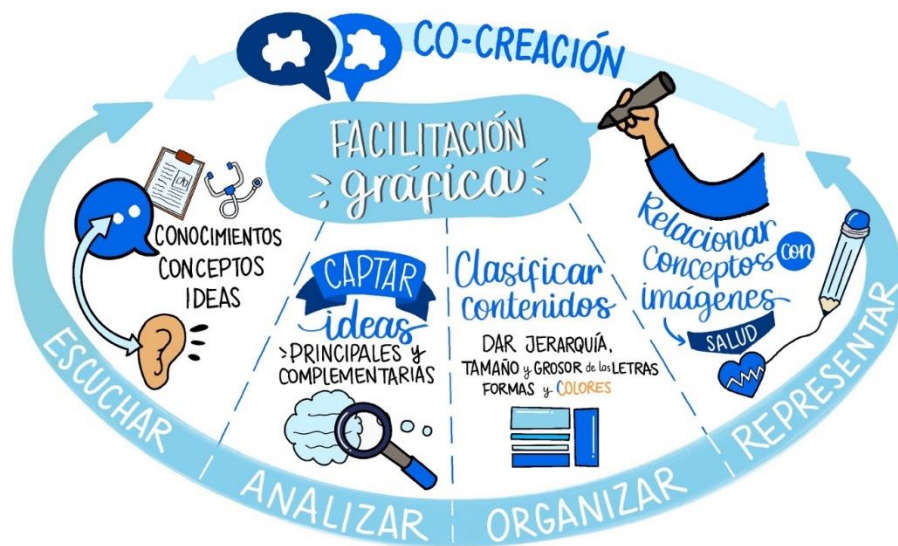 CO-CREACIÓN
FACILITACIÓN
gráfica
CONOCIMIENTOS
CONCEPTOS
IDEAS
ESCUCHAR
CAPTAR
ideas
>PRINCIPALES y
COMPLEMENTARIAS
ANALIZAR
Clasificar
contenidos
DAR JERARQUÍA,
TAMAÑO y GROSOR de las LETRAS
FORMAS y COLORES
ORGANIZAR
Relacionar
conceptos con
imágenes
SALUD
REPRESENTAR